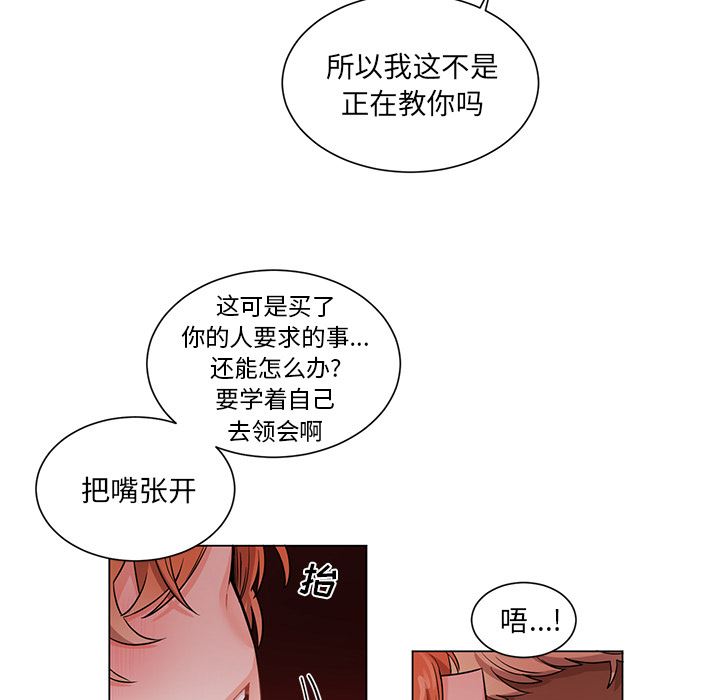 所以我这不是
正在教你吗
这可是买了
你的人要求的事...
还能怎么办?
要学着自己
去领会啊
把嘴张开
抬
唔...!